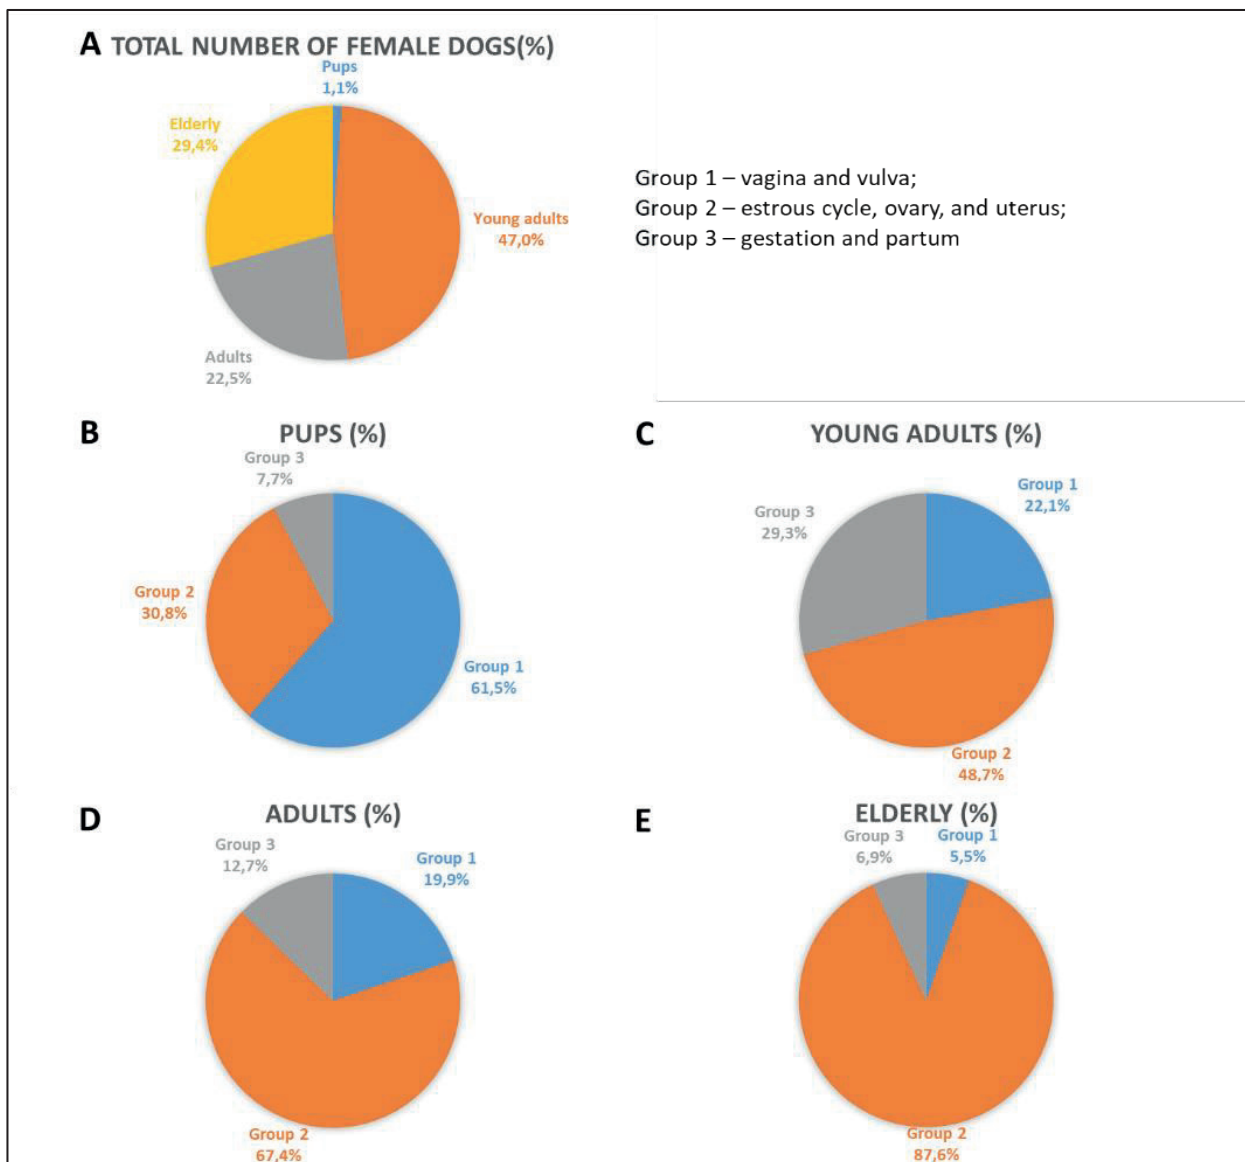 A TOTAL NUMBER OF FEMALE DOGS(%)
Pups
1,1%
Elderly
29,4%
Young adults
47,0%
Adults
22,5%
Group 1 – vagina and vulva;
Group 2 – estrous cycle, ovary, and uterus;
Group 3 – gestation and partum
B PUPS (%)
Group 3
7,7%
Group 2
30,8%
Group 1
61,5%
C YOUNG ADULTS (%)
Group 1
22,1%
Group 3
29,3%
Group 2
48,7%
D ADULTS (%)
Group 3
12,7%
Group 1
19,9%
Group 2
67,4%
E ELDERLY (%)
Group 3
6,9%
Group 1
5,5%
Group 2
87,6%